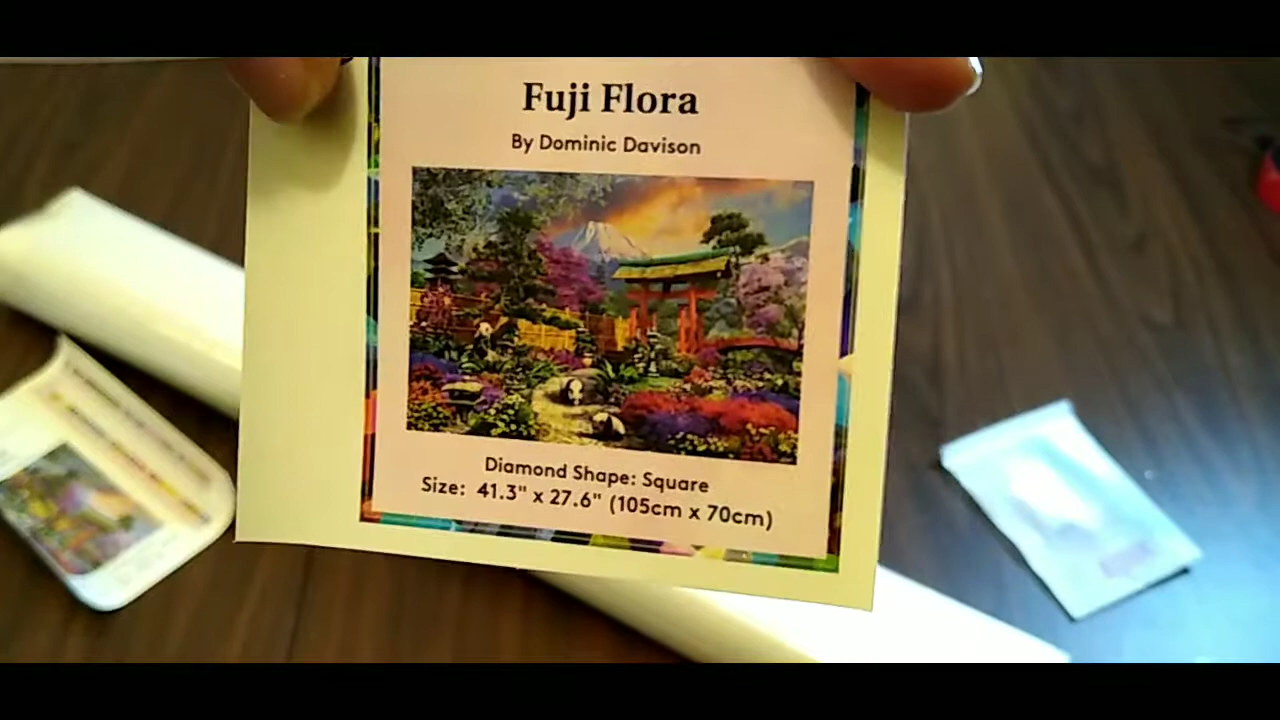 Fuji Flora
By Dominic Davison
Diamond Shape: Square
Size: 41.3" x 27.6" (105cm x 70cm)